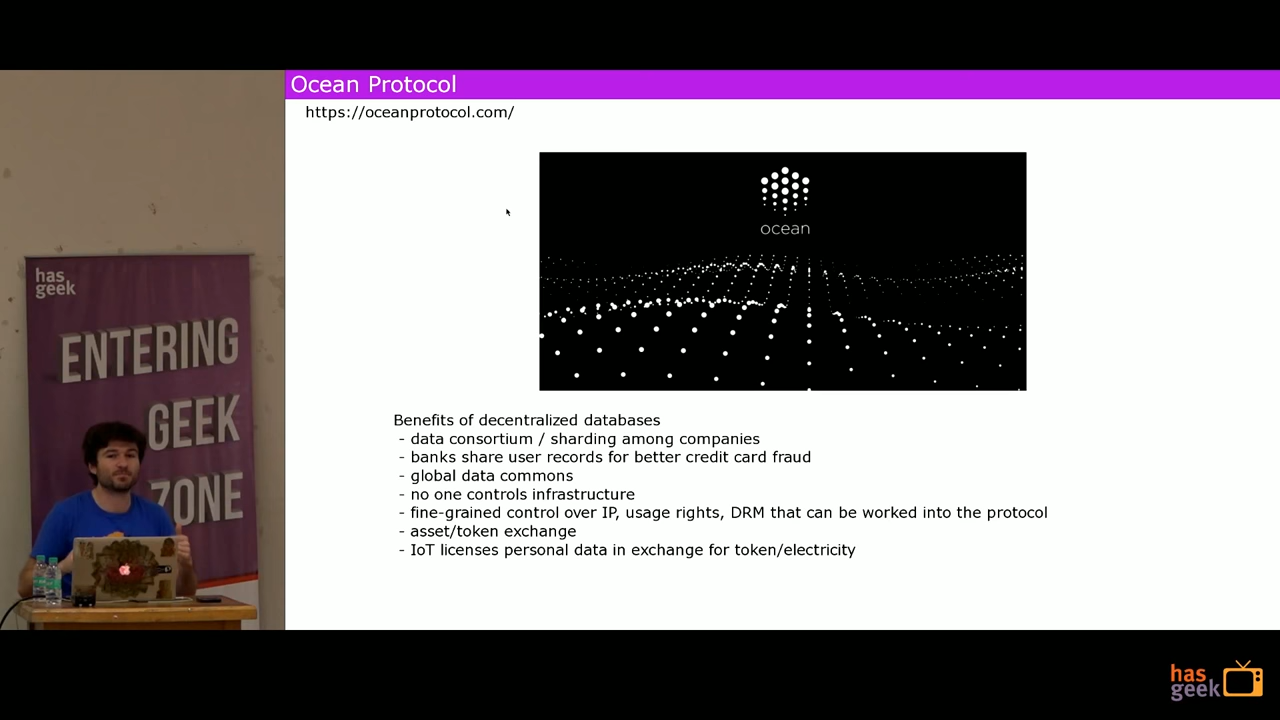 Ocean Protocol
https://oceanprotocol.com/
ocean
Benefits of decentralized databases
- data consortium / sharding among companies
- banks share user records for better credit card fraud
- global data commons
- no one controls infrastructure
- fine-grained control over IP, usage rights, DRM that can be worked into the protocol
- asset/token exchange
- IoT licenses personal data in exchange for token/electricity
has
geek
ENTERING
GEEK
ZONE
has
geek